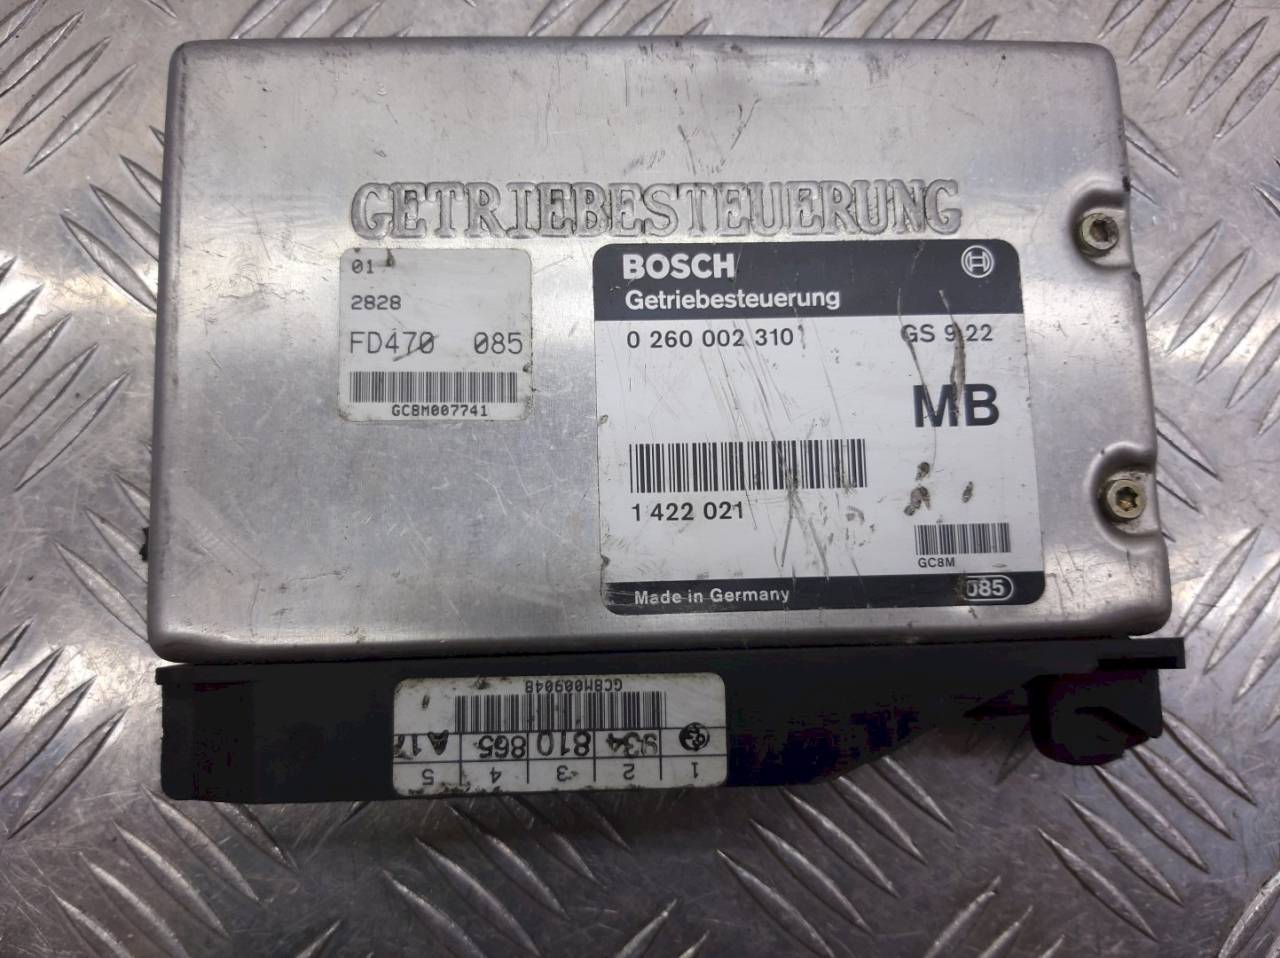 GETRIEBESTEUERUNG
01
2828
FD470 085
GC8M007741
BOSCH
Getriebesteuerung
0 260 002 310 GS 9.22
MB
1 422 021
GC8M
Made in Germany 085
GC8M009048
934 810 865 A17
1 2 3 4 5